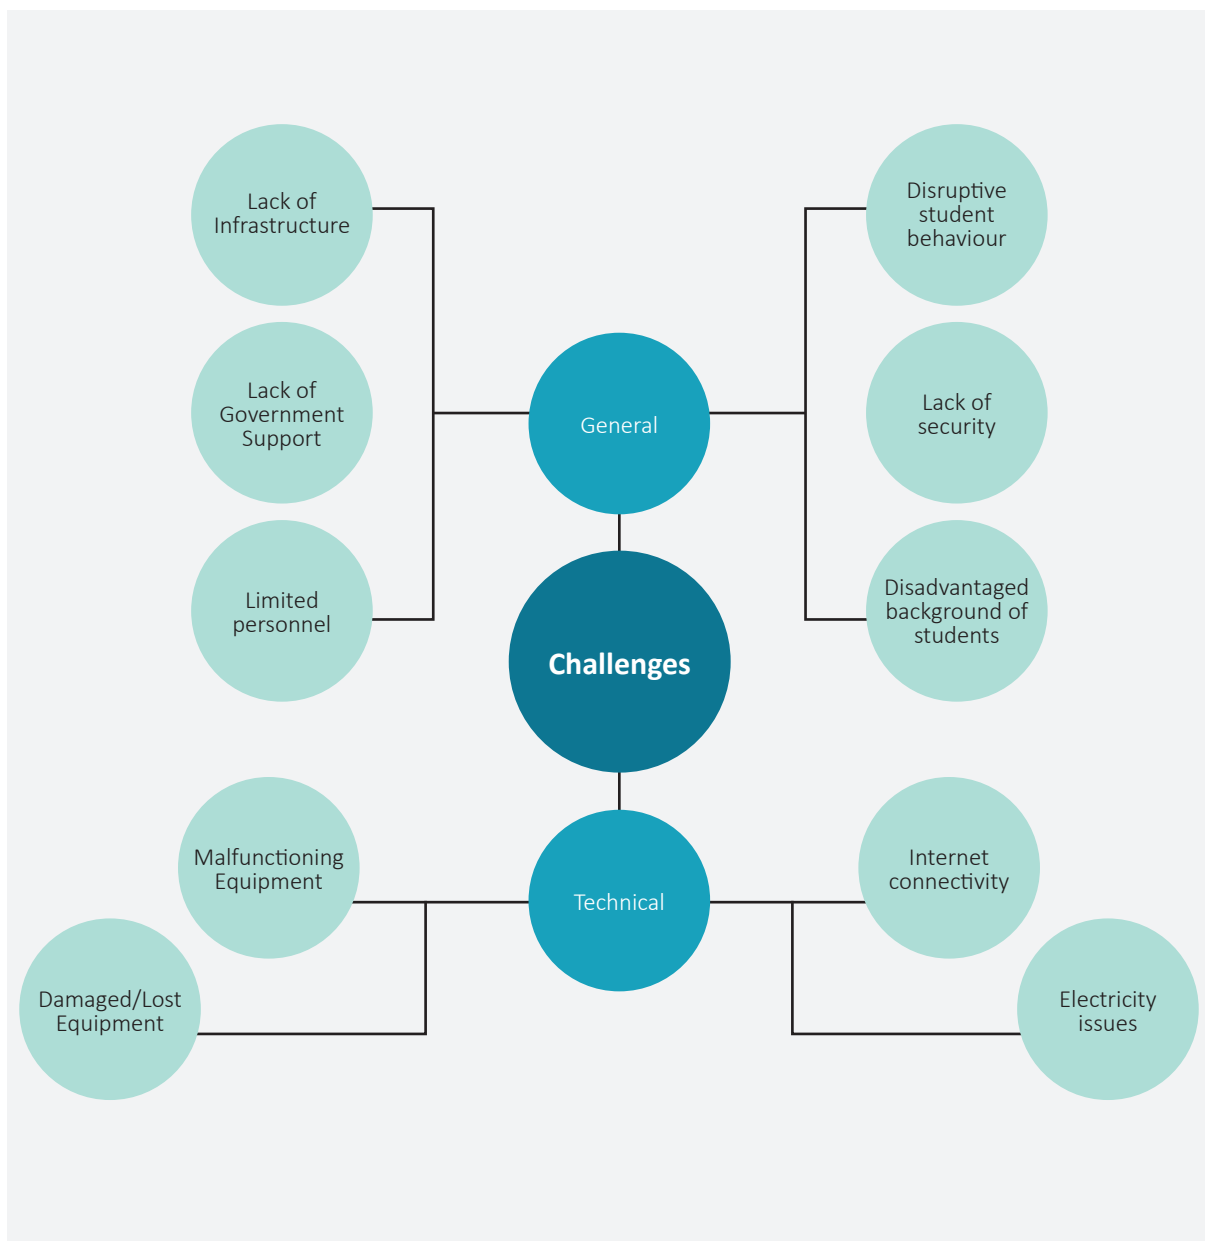 Lack of
Infrastructure
Disruptive
student
behaviour
Lack of
Government
Support
General
Lack of
security
Limited
personnel
Disadvantaged
background of
students
Challenges
Malfunctioning
Equipment
Technical
Internet
connectivity
Damaged/Lost
Equipment
Electricity
issues